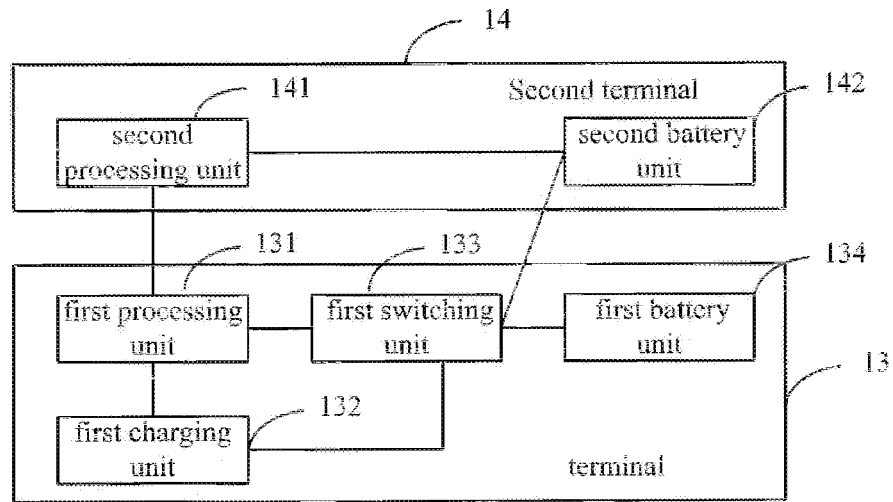 14
141
Second terminal
142
second
processing unit
second battery
unit
131
133
134
first processing
unit
first switching
unit
first battery
unit
13
132
first charging
unit
terminal